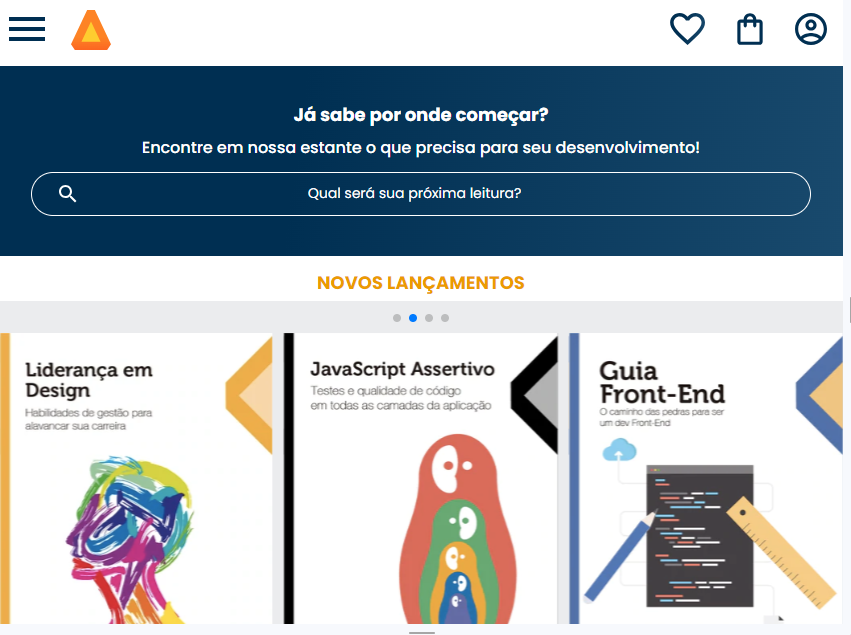 Já sabe por onde começar?
Encontre em nossa estante o que precisa para seu desenvolvimento!
Qual será sua próxima leitura?
NOVOS LANÇAMENTOS
Liderança em
Design
Habilidades de gestão para
alavancar sua carreira
JavaScript Assertivo
Testes e qualidade de código
em todas as camadas da aplicação
Guia
Front-End
O caminho das pedras para ser
um dev Front-End